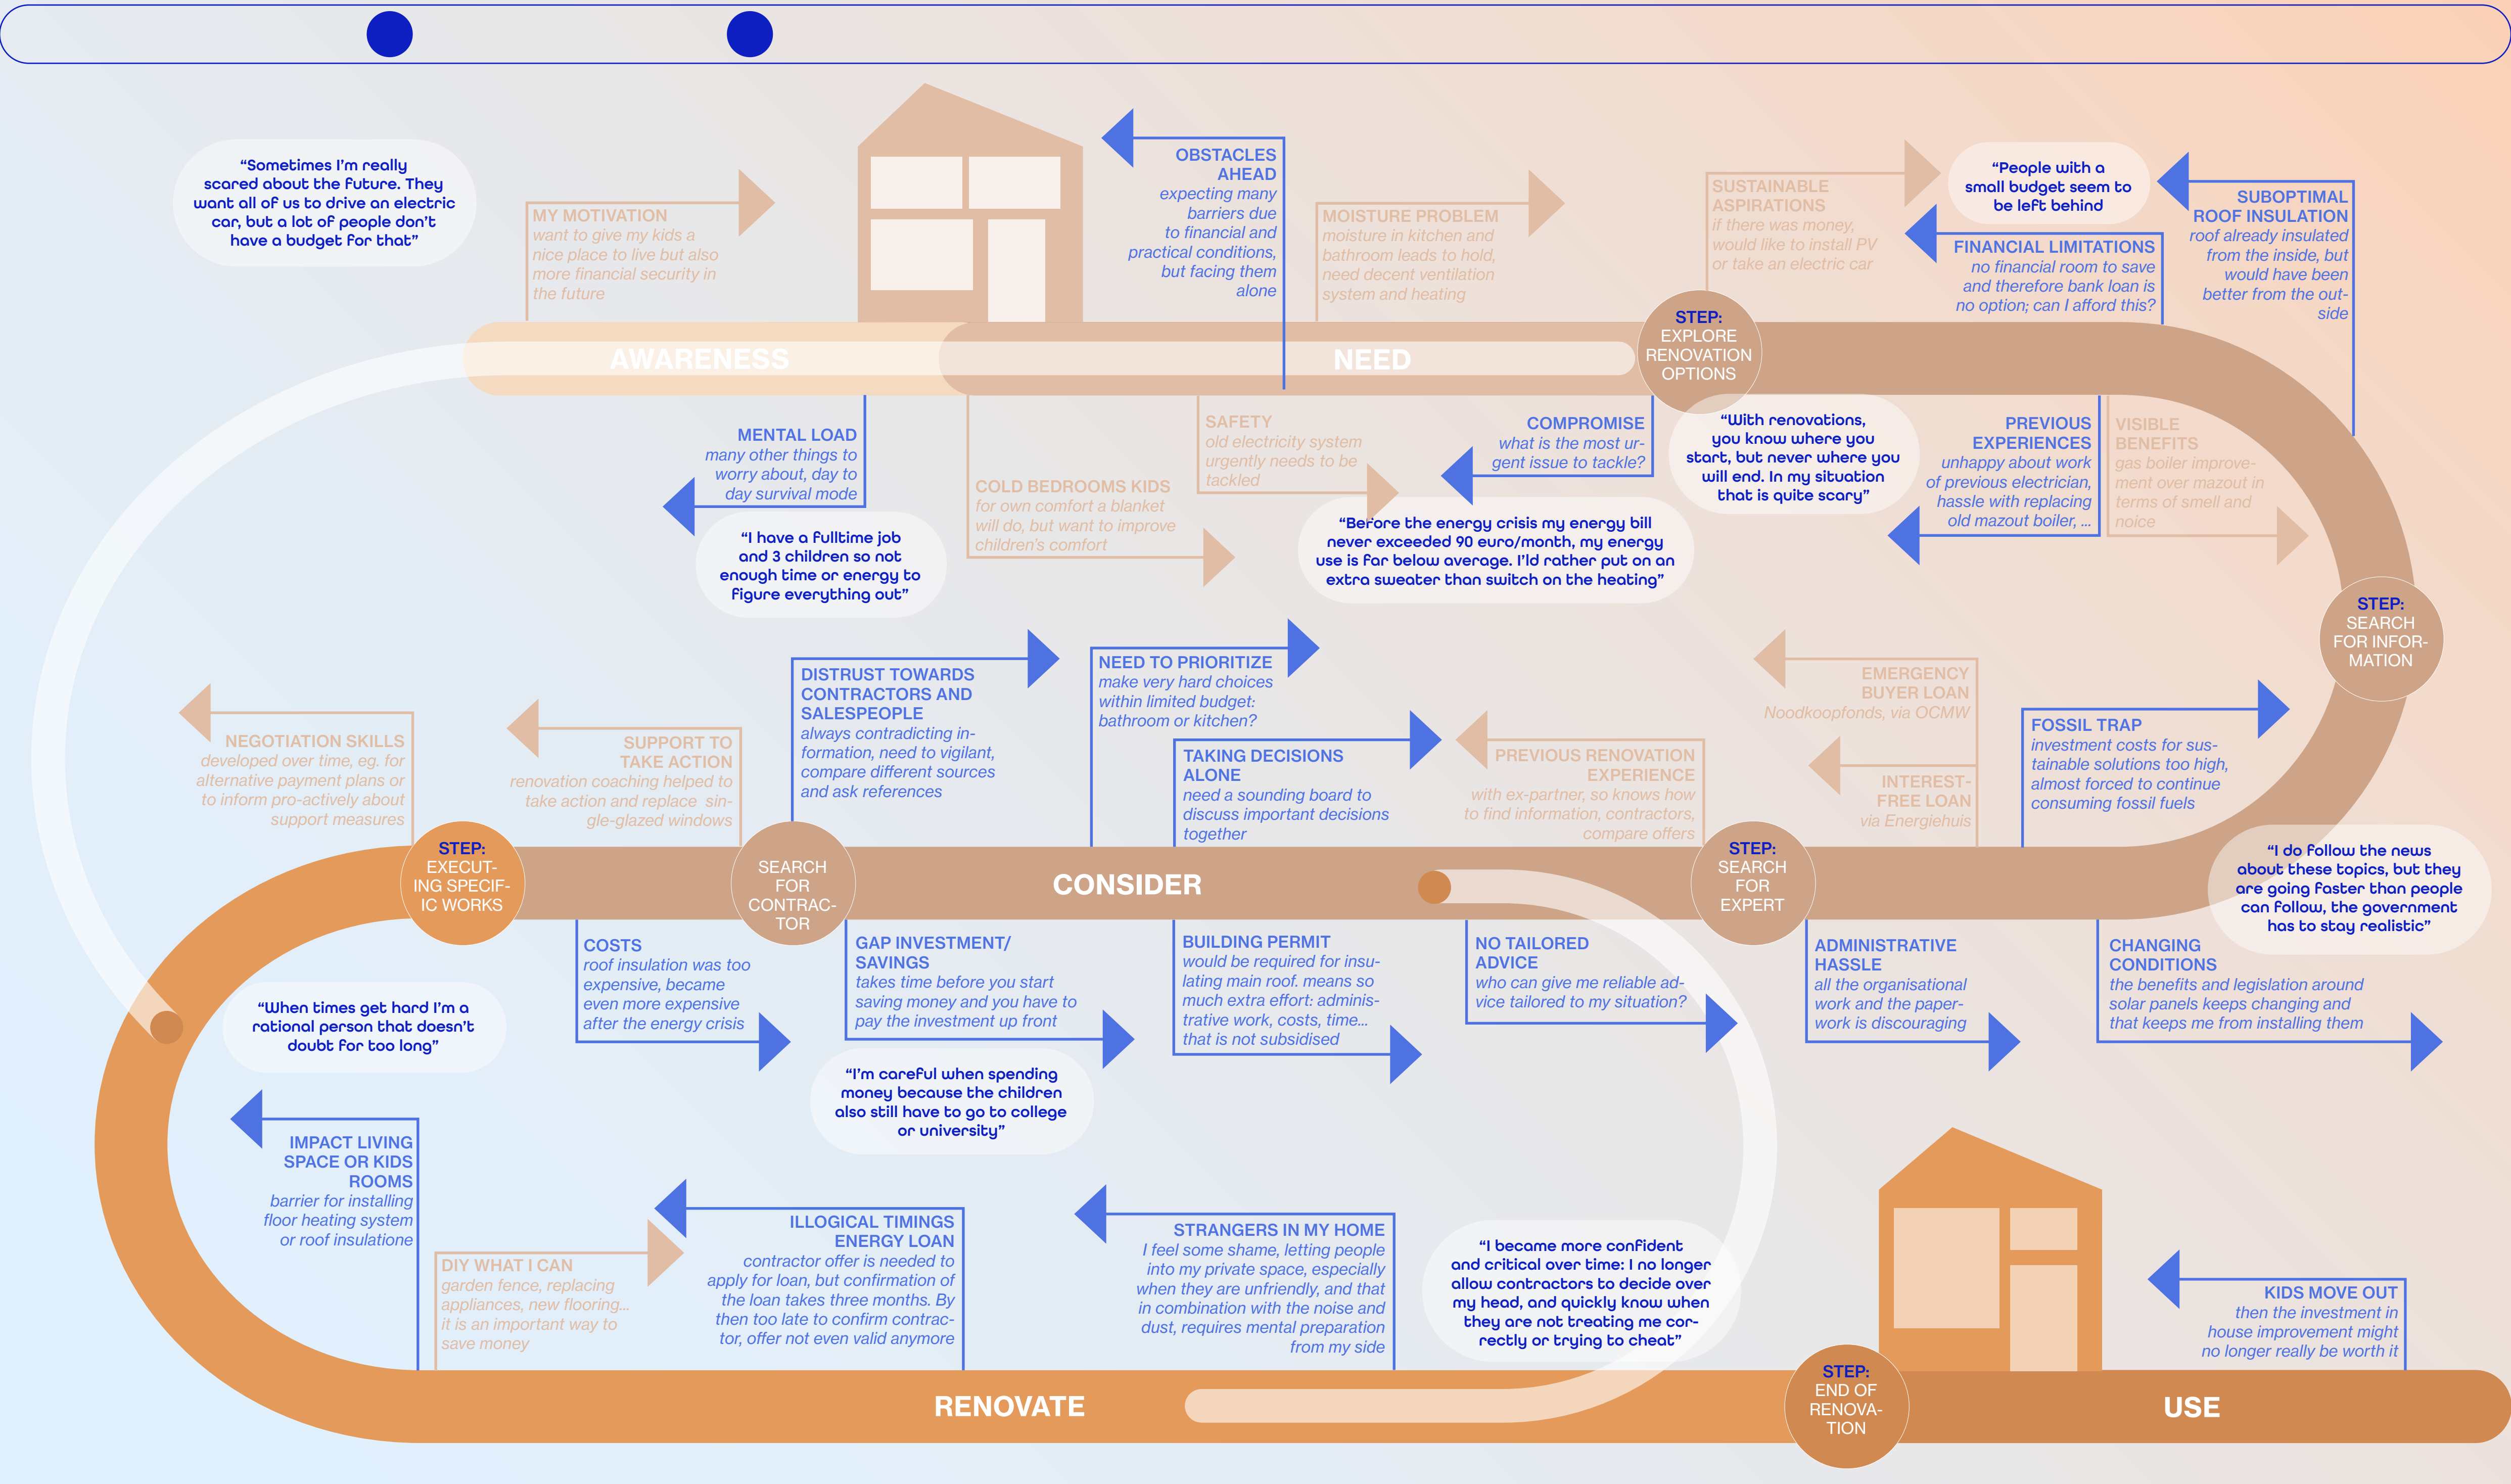 “Sometimes I’m really
scared about the future. They
want all of us to drive an electric
car, but a lot of people don’t
have a budget for that”
MY MOTIVATION
want to give my kids a
nice place to live but also
more financial security in
the future
OBSTACLES
AHEAD
expecting many
barriers due
to financial and
practical conditions,
but facing them
alone
MOISTURE PROBLEM
moisture in kitchen and
bathroom leads to hold,
need decent ventilation
system and heating
SUSTAINABLE
ASPIRATIONS
if there was money,
would like to install PV
or take an electric car
“People with a
small budget seem to
be left behind
FINANCIAL LIMITATIONS
no financial room to save
and therefore bank loan is
no option; can I afford this?
SUBOPTIMAL
ROOF INSULATION
roof already insulated
from the inside, but
would have been
better from the out-
side
AWARENESS
NEED
STEP:
EXPLORE
RENOVATION
OPTIONS
MENTAL LOAD
many other things to
worry about, day to
day survival mode
“I have a fulltime job
and 3 children so not
enough time or energy to
figure everything out”
COLD BEDROOMS KIDS
for own comfort a blanket
will do, but want to improve
children’s comfort
SAFETY
old electricity system
urgently needs to be
tackled
COMPROMISE
what is the most ur-
gent issue to tackle?
“Before the energy crisis my energy bill
never exceeded 90 euro/month, my energy
use is far below average. I’ld rather put on an
extra sweater than switch on the heating”
“With renovations,
you know where you
start, but never where you
will end. In my situation
that is quite scary”
PREVIOUS
EXPERIENCES
unhappy about work
of previous electrician,
hassle with replacing
old mazout boiler, ...
VISIBLE
BENEFITS
gas boiler improve-
ment over mazout in
terms of smell and
noice
STEP:
SEARCH
FOR INFOR-
MATION
NEGOTIATION SKILLS
developed over time, eg. for
alternative payment plans or
to inform pro-actively about
support measures
SUPPORT TO
TAKE ACTION
renovation coaching helped to
take action and replace  sin-
gle-glazed windows
DISTRUST TOWARDS
CONTRACTORS AND
SALESPEOPLE
always contradicting in-
formation, need to vigilant,
compare different sources
and ask references
NEED TO PRIORITIZE
make very hard choices
within limited budget:
bathroom or kitchen?
TAKING DECISIONS
ALONE
need a sounding board to
discuss important decisions
together
PREVIOUS RENOVATION
EXPERIENCE
with ex-partner, so knows how
to find information, contractors,
compare offers
EMERGENCY
BUYER LOAN
Noodkoopfonds, via OCMW
INTEREST-
FREE LOAN
via Energiehuis
FOSSIL TRAP
investment costs for sus-
tainable solutions too high,
almost forced to continue
consuming fossil fuels
“I do follow the news
about these topics, but they
are going faster than people
can follow, the government
has to stay realistic”
STEP:
EXECUT-
ING SPECIF-
IC WORKS
SEARCH
FOR
CONTRAC-
TOR
CONSIDER
STEP:
SEARCH
FOR
EXPERT
COSTS
roof insulation was too
expensive, became
even more expensive
after the energy crisis
GAP INVESTMENT/
SAVINGS
takes time before you start
saving money and you have to
pay the investment up front
BUILDING PERMIT
would be required for insu-
lating main roof. means so
much extra effort: adminis-
trative work, costs, time...
that is not subsidised
NO TAILORED
ADVICE
who can give me reliable ad-
vice tailored to my situation?
ADMINISTRATIVE
HASSLE
all the organisational
work and the paper-
work is discouraging
CHANGING
CONDITIONS
the benefits and legislation around
solar panels keeps changing and
that keeps me from installing them
“When times get hard I’m a
rational person that doesn’t
doubt for too long”
“I’m careful when spending
money because the children
also still have to go to college
or university”
IMPACT LIVING
SPACE OR KIDS
ROOMS
barrier for installing
floor heating system
or roof insulatione
DIY WHAT I CAN
garden fence, replacing
appliances, new flooring...
it is an important way to
save money
ILLOGICAL TIMINGS
ENERGY LOAN
contractor offer is needed to
apply for loan, but confirmation of
the loan takes three months. By
then too late to confirm contrac-
tor, offer not even valid anymore
STRANGERS IN MY HOME
I feel some shame, letting people
into my private space, especially
when they are unfriendly, and that
in combination with the noise and
dust, requires mental preparation
from my side
“I became more confident
and critical over time: I no longer
allow contractors to decide over
my head, and quickly know when
they are not treating me cor-
rectly or trying to cheat”
KIDS MOVE OUT
then the investment in
house improvement might
no longer really be worth it
RENOVATE
STEP:
END OF
RENOVA-
TION
USE